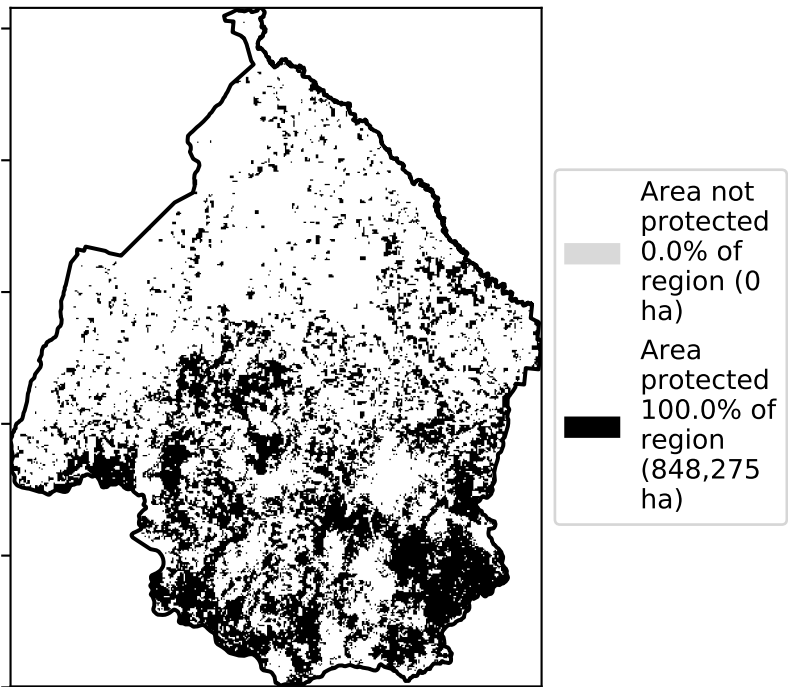 Area not
protected
0.0% of
region (0
ha)
Area
protected
100.0% of
region
(848,275
ha)